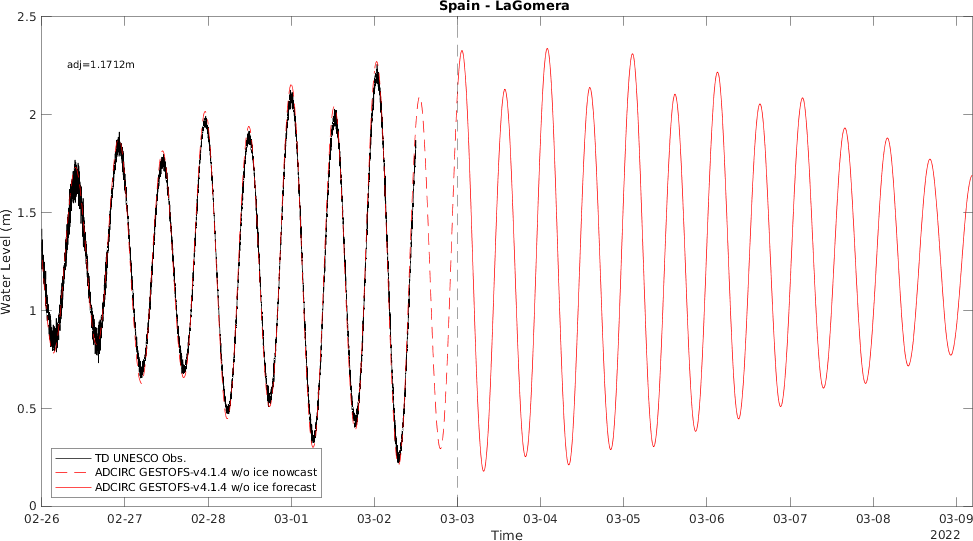 Spain - LaGomera
2.5
adj=1.1712m
2
1.5
Water Level (m)
1
0.5
TD UNESCO Obs.
ADCIRC GESTOFS-v4.1.4 w/o ice nowcast
ADCIRC GESTOFS-v4.1.4 w/o ice forecast
0
02-26 02-27 02-28 03-01 03-02 03-03 03-04 03-05 03-06 03-07 03-08 03-09
Time 2022